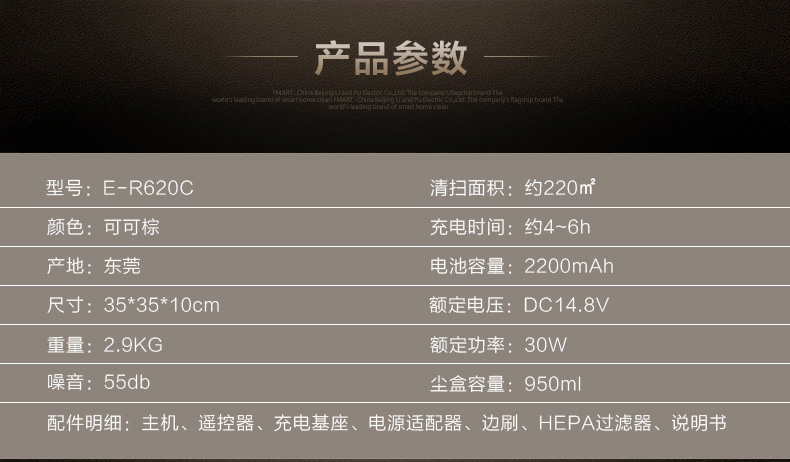 产品参数
FMART - China Beijing Li and Pu Electric Co.,Ltd. The company's flagship brand The
world's leading brand of smart home clean FMART - China Beijing Li and Pu Electric Co.,Ltd. The company's flagship brand The
world's leading brand of smart home clean
型号：E-R620C 清扫面积：约220㎡
颜色：可可棕 充电时间：约4~6h
产地：东莞 电池容量：2200mAh
尺寸：35*35*10cm 额定电压：DC14.8V
重量：2.9KG 额定功率：30W
噪音：55db 尘盒容量：950ml
配件明细：主机、遥控器、充电基座、电源适配器、边刷、HEPA过滤器、说明书